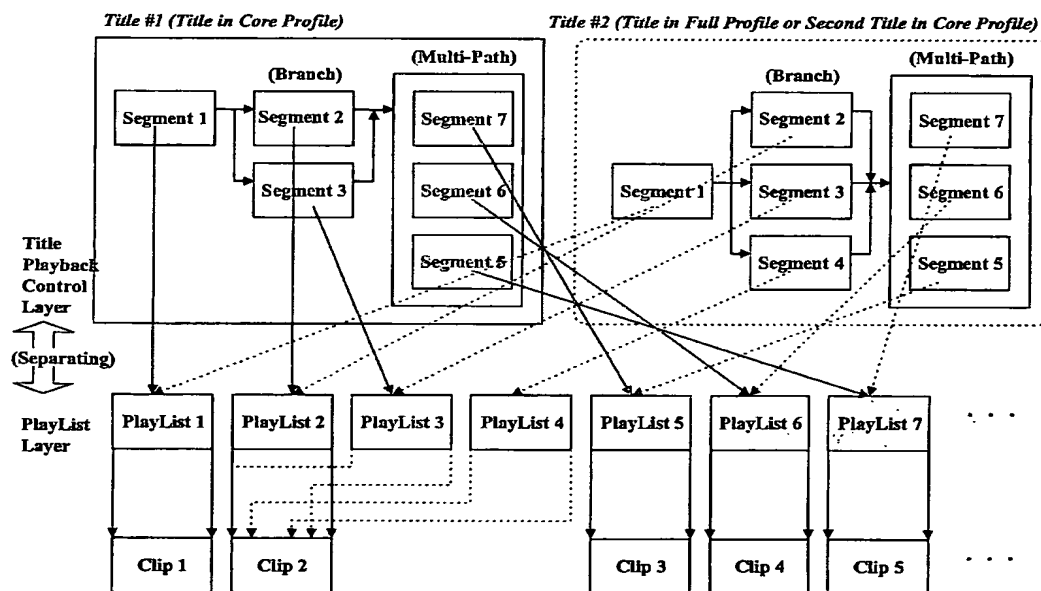 Title #1 (Title in Core Profile)
Title #2 (Title in Full Profile or Second Title in Core Profile)
(Multi-Path)
(Branch)
Segment 1
Segment 2
Segment 3
Segment 7
Segment 6
Segment 5
(Multi-Path)
(Branch)
Segment 1
Segment 2
Segment 3
Segment 4
Segment 7
Segment 6
Segment 5
Title
Playback
Control
Layer
(Separating)
PlayList
Layer
PlayList 1
PlayList 2
PlayList 3
PlayList 4
PlayList 5
PlayList 6
PlayList 7
. . .
Clip 1
Clip 2
Clip 3
Clip 4
Clip 5
. . .